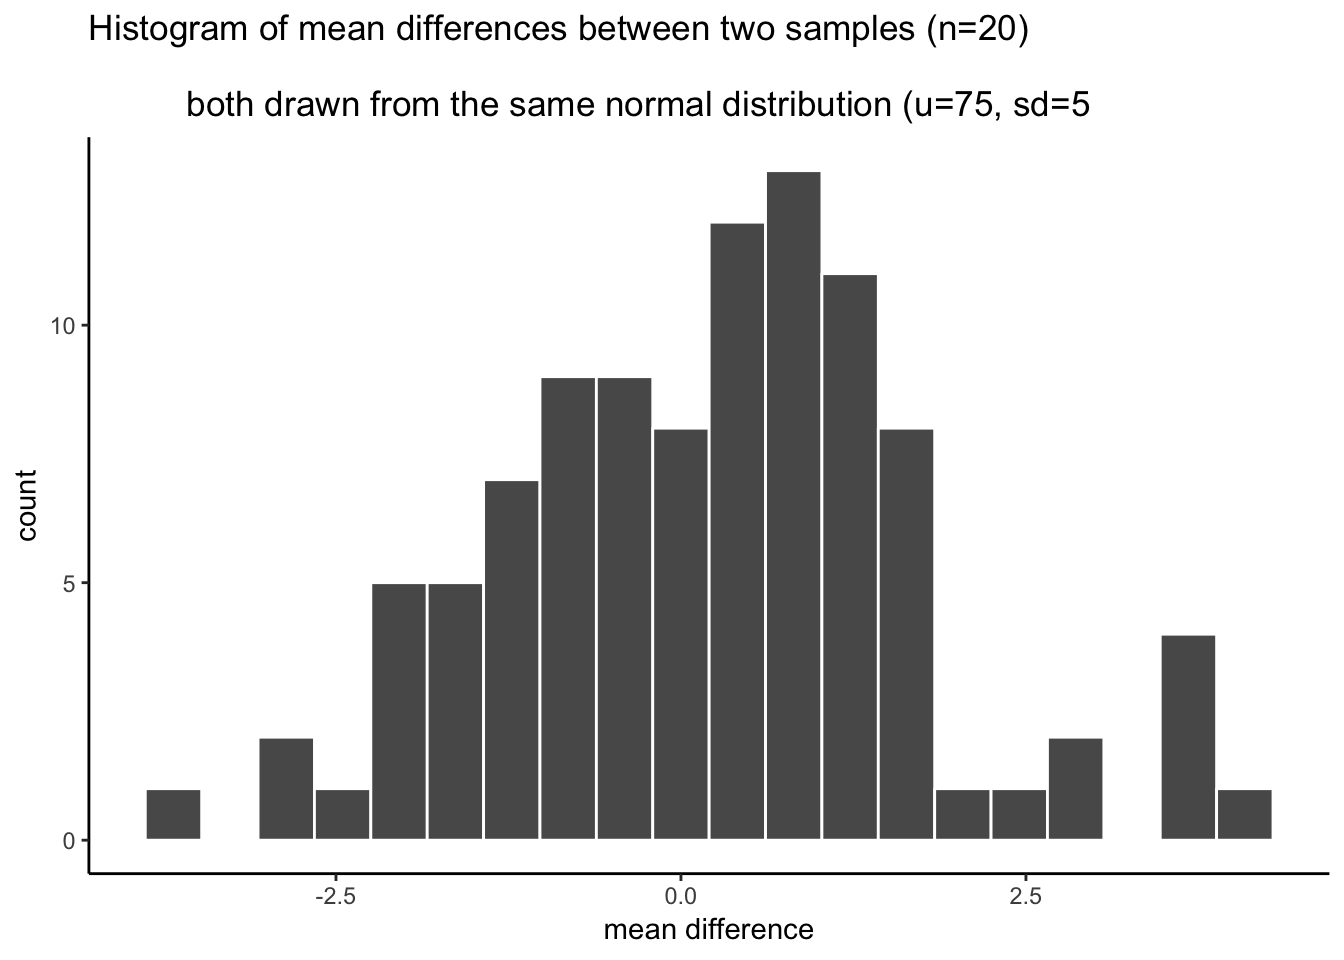 Histogram of mean differences between two samples (n=20)
both drawn from the same normal distribution (u=75, sd=5
10
5
0
count
-2.5 0.0 2.5
mean difference